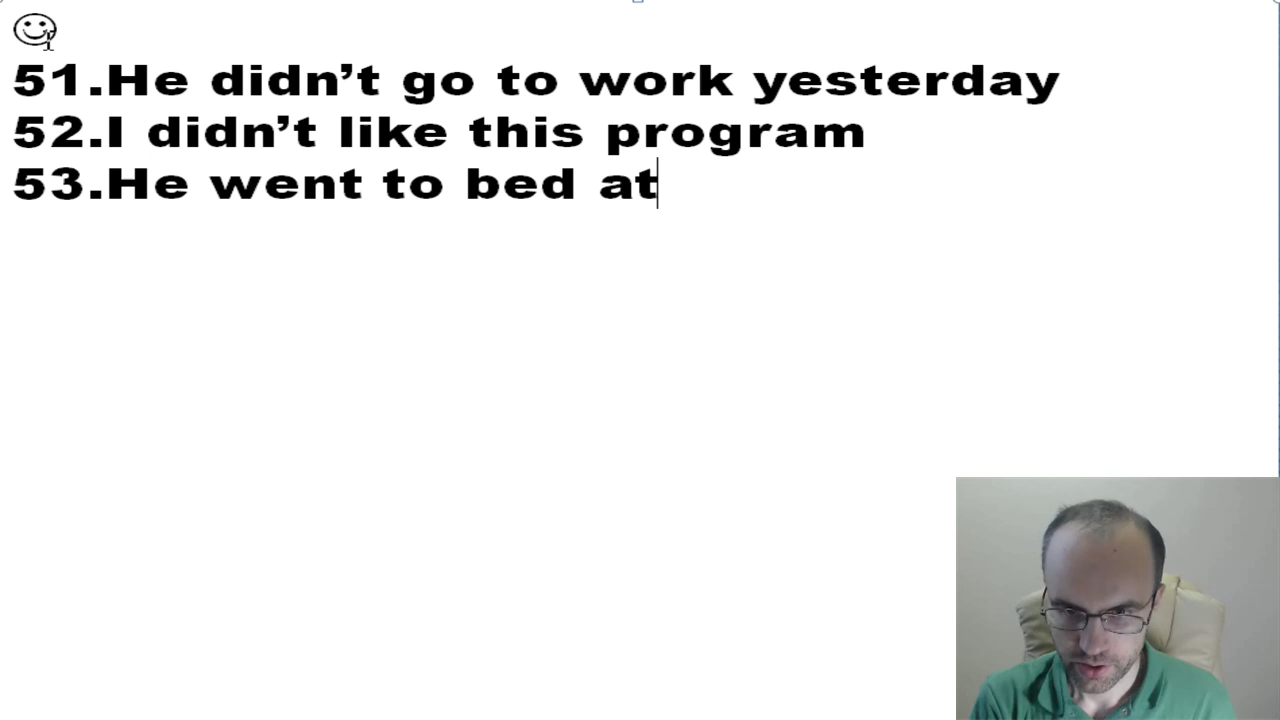 51.He didn’t go to work yesterday
52.I didn’t like this program
53.He went to bed at